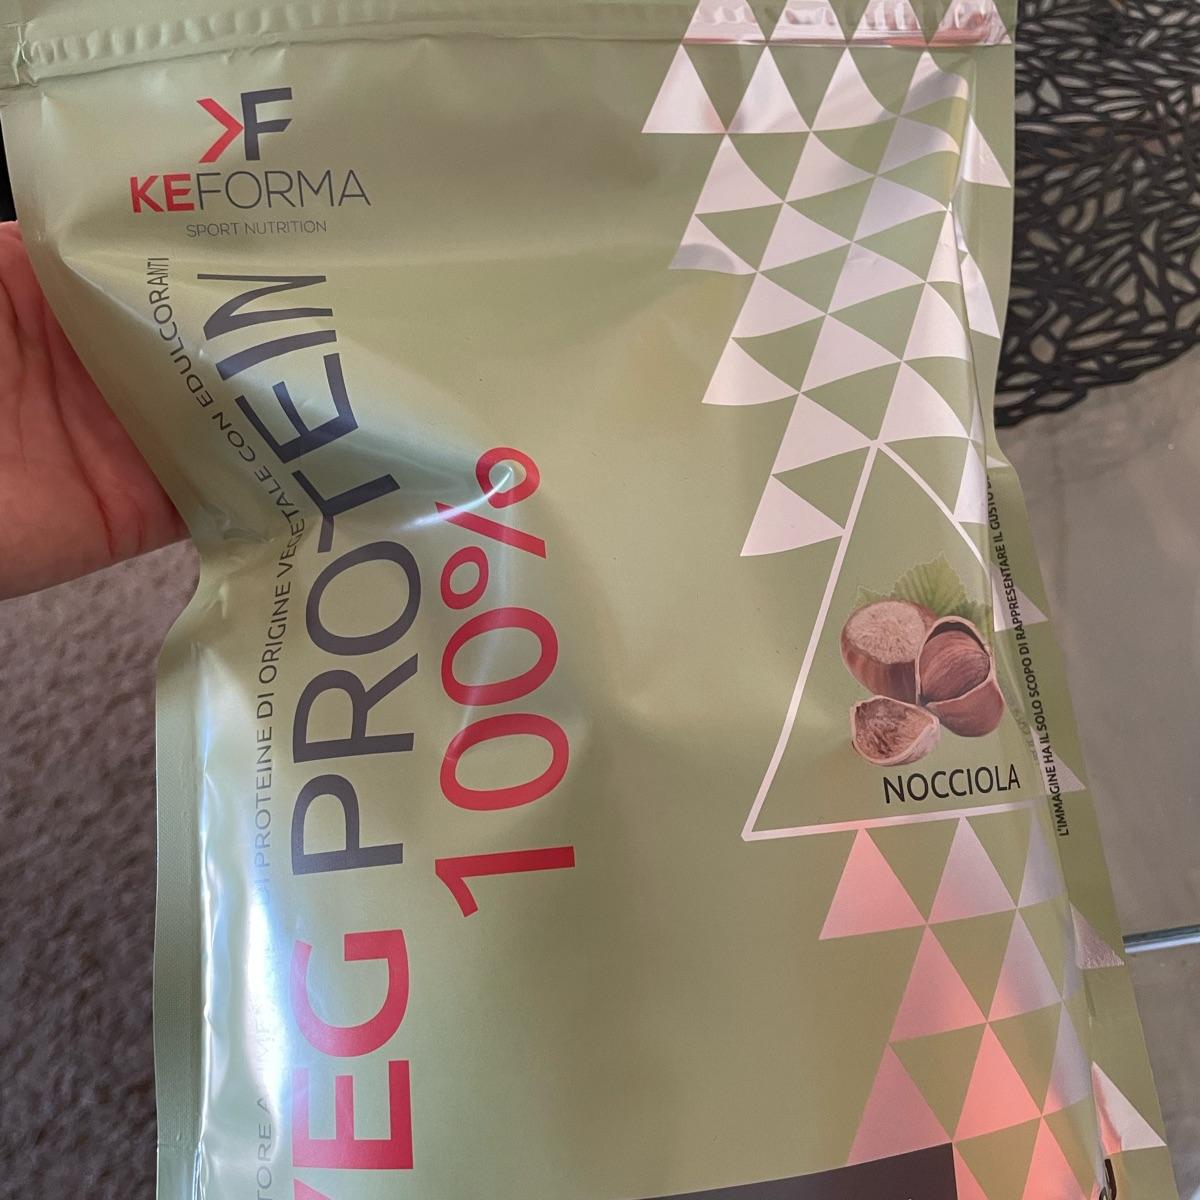 KF
KEFORMA
SPORT NUTRITION
DI PROTEINE DI ORIGINE VEGETALE CON EDULCORANTI
VEG PROTEIN
100%
NOCCIOLA
L'IMMAGINE HA IL SOLO SCOPO DI RAPPRESENTARE IL GUSTO